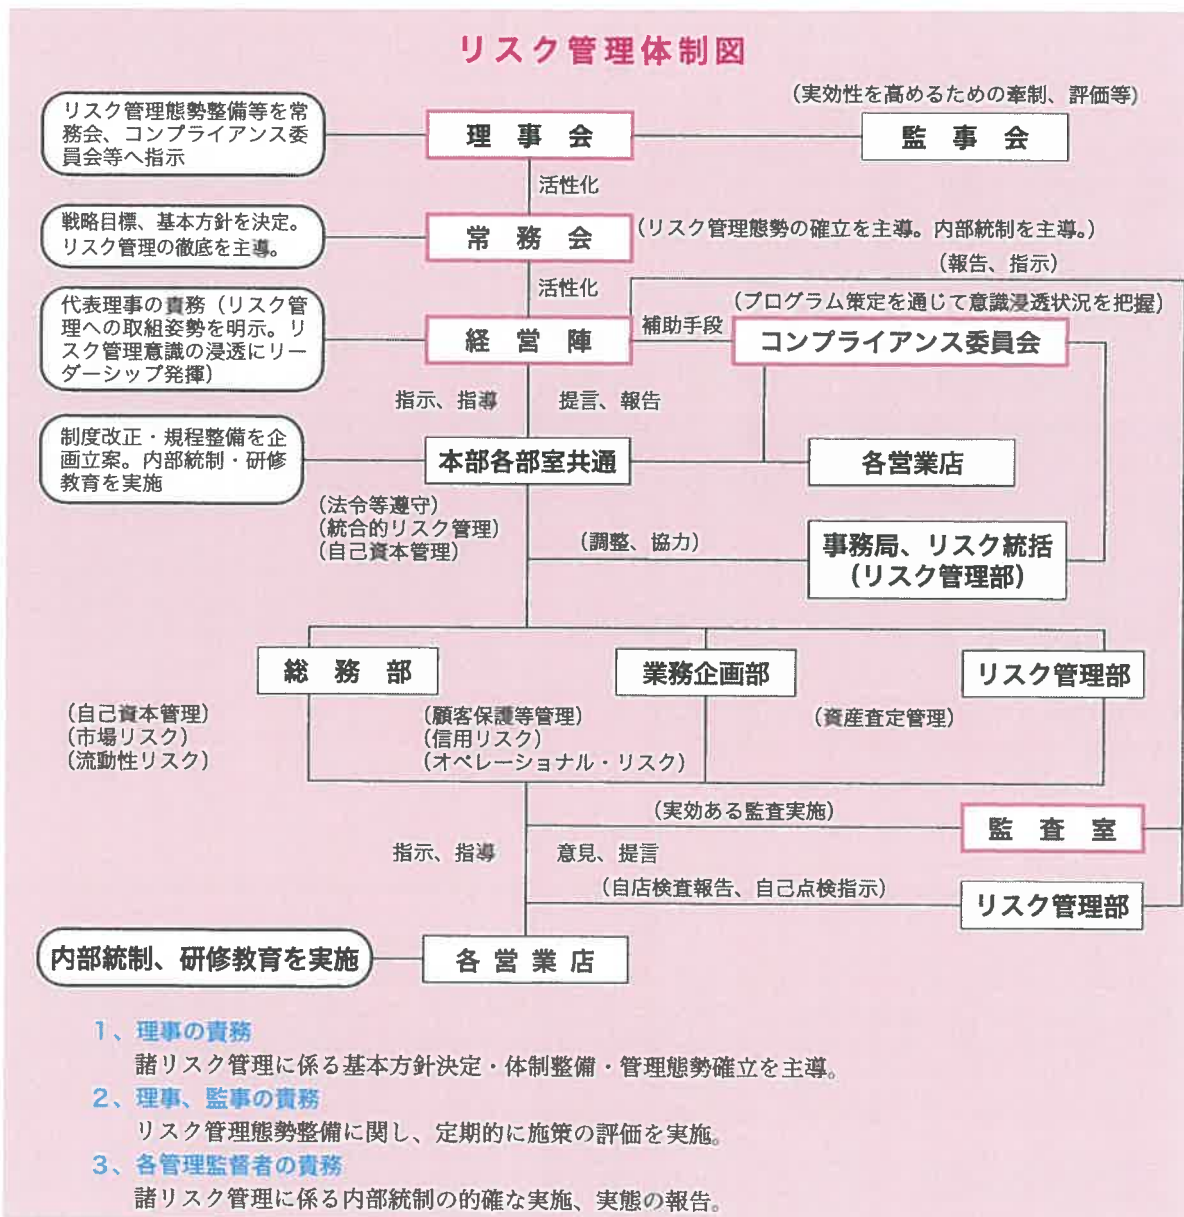 リスク管理体制図
(実効性を高めるための牽制、評価等)
リスク管理態勢整備等を常
務会、コンプライアンス委
員会等へ指示
理事会
監事会
活性化
戦略目標、基本方針を決定。
リスク管理の徹底を主導。
常務会
(リスク管理態勢の確立を主導。内部統制を主導。)
(報告、指示)
活性化
代表理事の責務(リスク管
理への取組姿勢を明示。リ
スク管理意識の浸透にリー
ダーシップ発揮)
経営陣
補助手段
(プログラム策定を通じて意識浸透状況を把握)
コンプライアンス委員会
指示、指導
提言、報告
制度改正・規程整備を企
画立案。内部統制・研修
教育を実施
本部各部室共通
各営業店
(法令等遵守)
(統合的リスク管理)
(自己資本管理)
(調整、協力)
事務局、リスク統括
(リスク管理部)
総務部
業務企画部
リスク管理部
(自己資本管理)
(市場リスク)
(流動性リスク)
(顧客保護等管理)
(信用リスク)
(オペレーショナル・リスク)
(資産査定管理)
(実効ある監査実施)
監査室
指示、指導
意見、提言
(自店検査報告、自己点検指示)
リスク管理部
内部統制、研修教育を実施
各営業店
1、理事の責務
諸リスク管理に係る基本方針決定・体制整備・管理態勢確立を主導。
2、理事、監事の責務
リスク管理態勢整備に関し、定期的に施策の評価を実施。
3、各管理監督者の責務
諸リスク管理に係る内部統制の的確な実施、実態の報告。